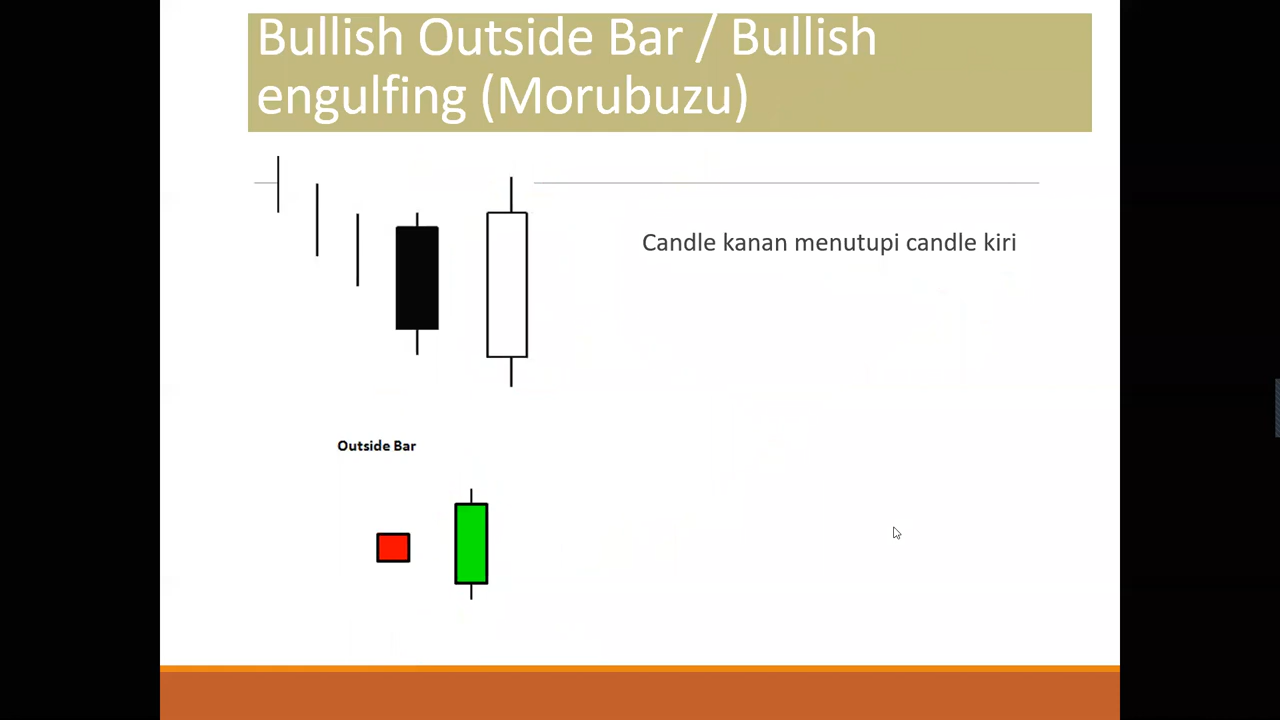 Bullish Outside Bar / Bullish
engulfing (Morubuzu)
Candle kanan menutupi candle kiri
Outside Bar